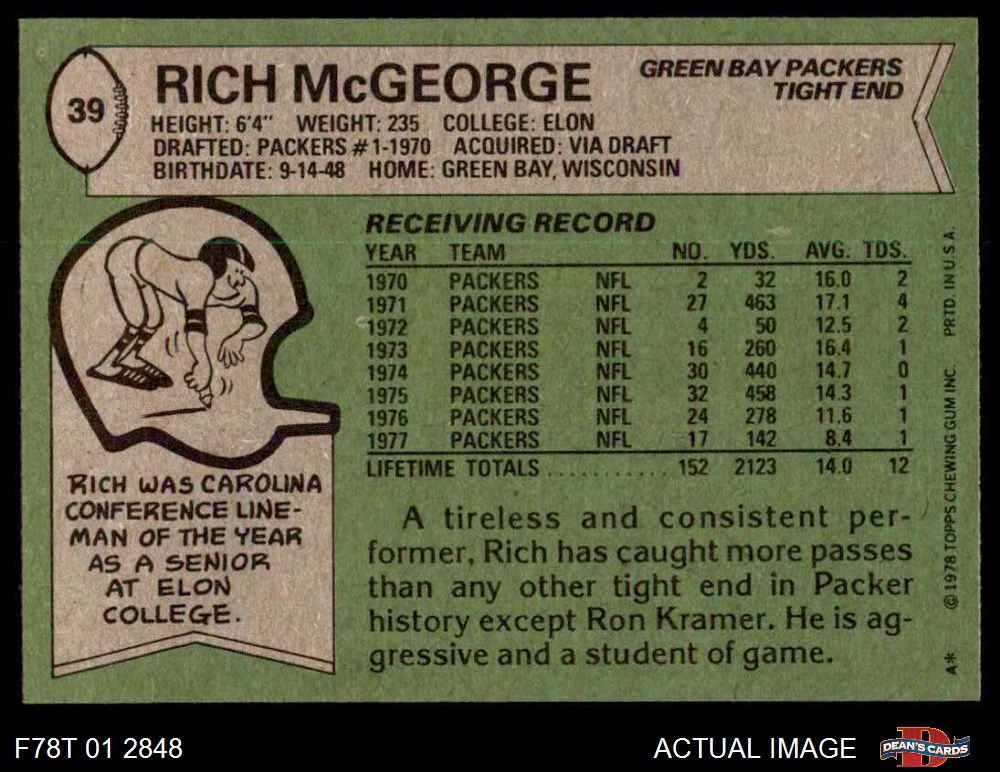 39
RICH McGEORGE
GREEN BAY PACKERS
TIGHT END
HEIGHT: 6'4" WEIGHT: 235 COLLEGE: ELON
DRAFTED: PACKERS #1-1970 ACQUIRED: VIA DRAFT
BIRTHDATE: 9-14-48 HOME: GREEN BAY, WISCONSIN
RECEIVING RECORD
YEAR TEAM NO. YDS. AVG. TDS.
1970 PACKERS NFL 2 32 16.0 2
1971 PACKERS NFL 27 463 17.1 4
1972 PACKERS NFL 4 50 12.5 2
1973 PACKERS NFL 16 260 16.4 1
1974 PACKERS NFL 30 440 14.7 0
1975 PACKERS NFL 32 458 14.3 1
1976 PACKERS NFL 24 278 11.6 1
1977 PACKERS NFL 17 142 8.4 1
LIFETIME TOTALS .......... 152 2123 14.0 12
RICH WAS CAROLINA
CONFERENCE LINE-
MAN OF THE YEAR
AS A SENIOR
AT ELON
COLLEGE.
A tireless and consistent per-
former, Rich has caught more passes
than any other tight end in Packer
history except Ron Kramer. He is ag-
gressive and a student of game.
A* © 1978 TOPPS CHEWING GUM INC. PRTD. IN U.S.A.
F78T 01 2848
ACTUAL IMAGE
DEAN'S CARDS